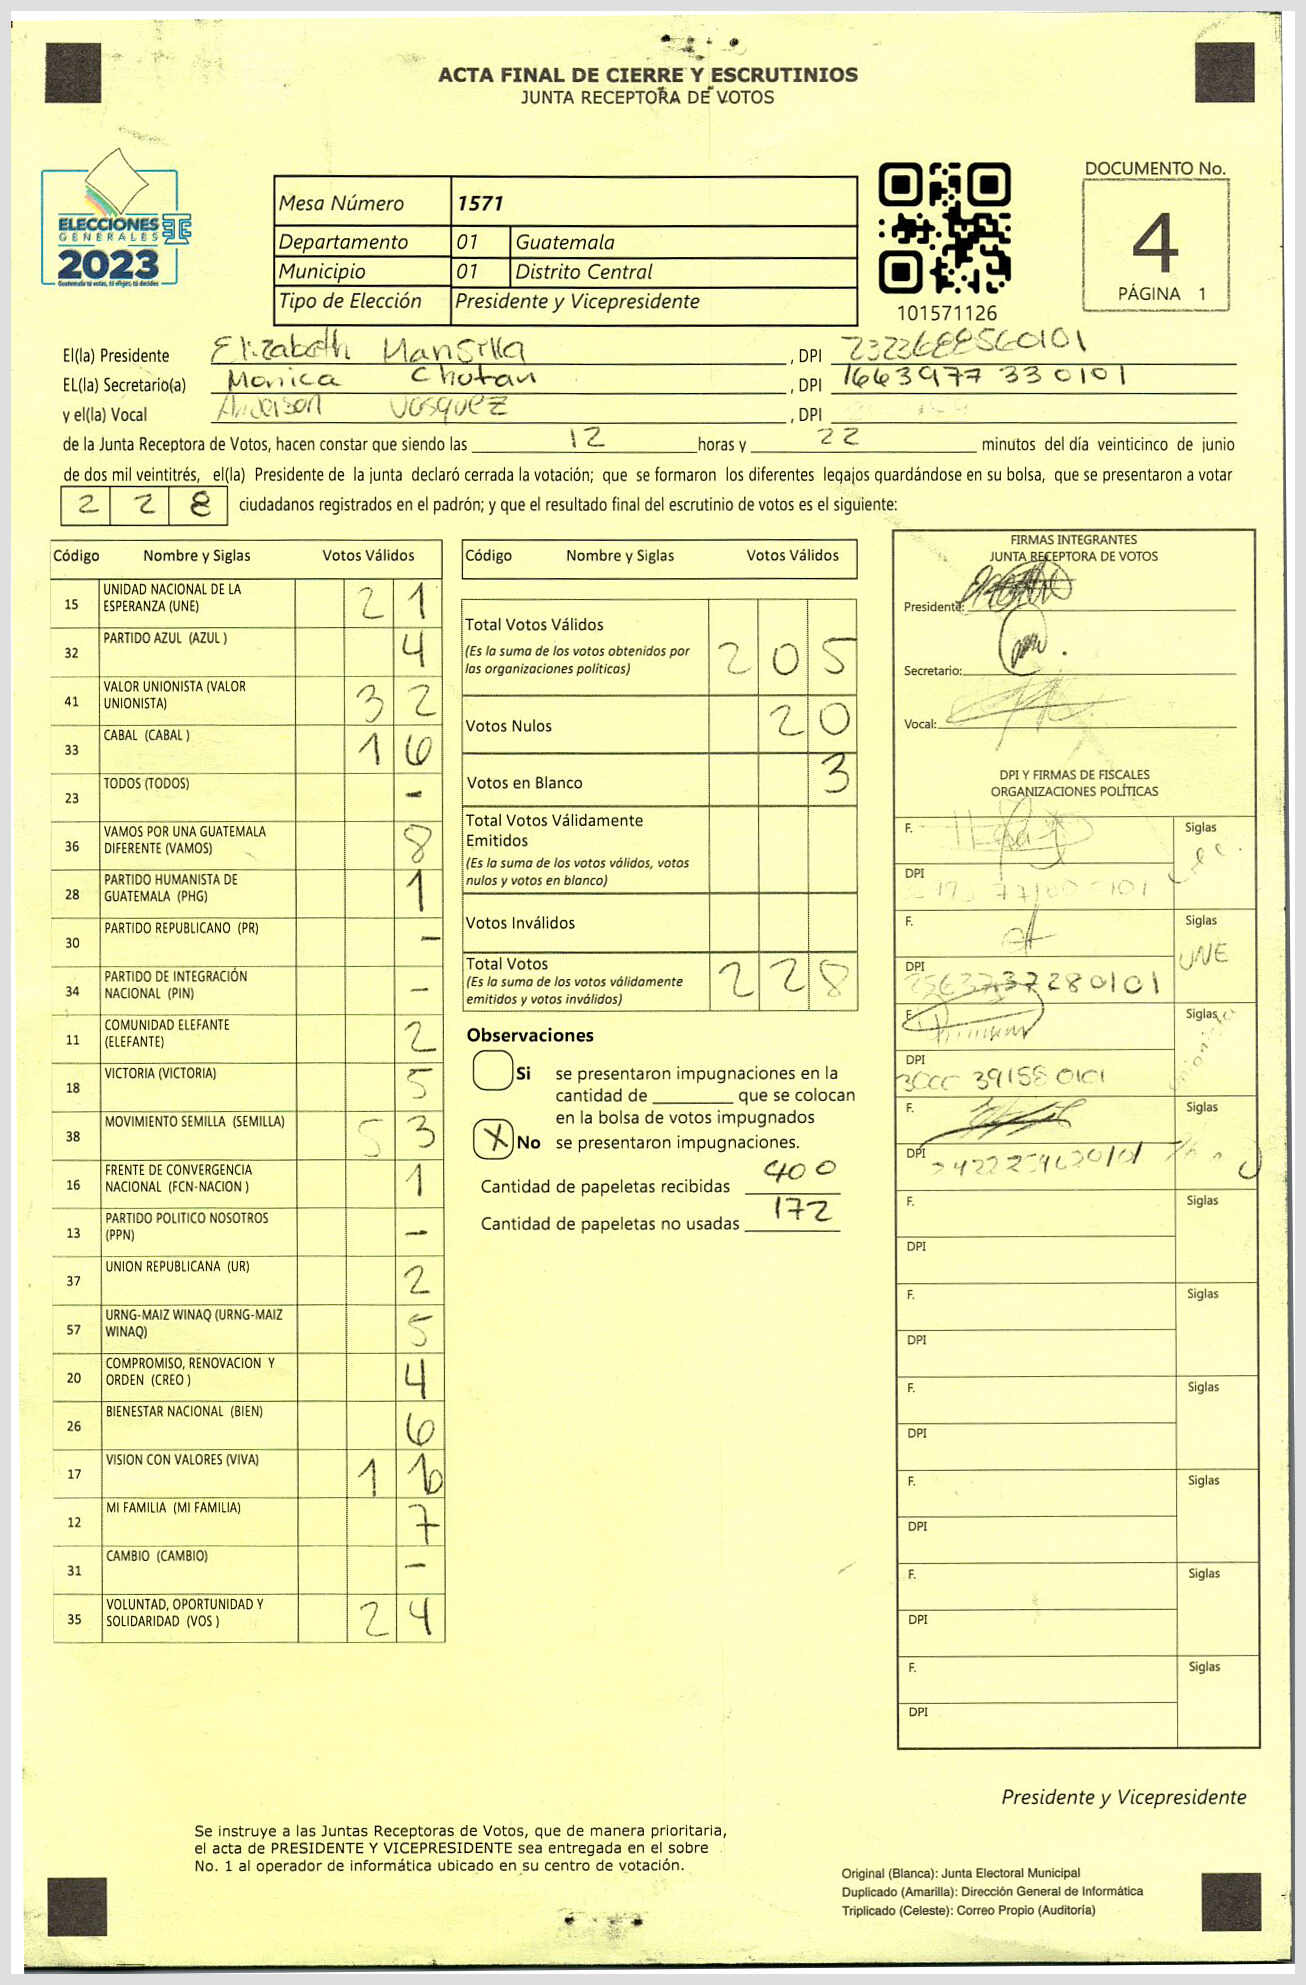 ACTA FINAL DE CIERRE Y ESCRUTINIOS
JUNTA RECEPTORA DE VOTOS
ELECCIONES
GENERALES
2023
Guatemala tú votas, tú eliges, tú decides
Mesa Número 1571
Departamento 01 Guatemala
Municipio 01 Distrito Central
Tipo de Elección Presidente y Vicepresidente
101571126
DOCUMENTO No.
4
PÁGINA 1
El(la) Presidente Elizabeth Mansilla , DPI
EL(la) Secretario(a) Monica Chutan , DPI 1663977 330101
y el(la) Vocal Anderson Vasquez , DPI
de la Junta Receptora de Votos, hacen constar que siendo las 12 horas y 22 minutos del día veinticinco de junio
de dos mil veintitrés, el(la) Presidente de la junta declaró cerrada la votación; que se formaron los diferentes legajos guardándose en su bolsa, que se presentaron a votar
2 2 8 ciudadanos registrados en el padrón; y que el resultado final del escrutinio de votos es el siguiente:
Código Nombre y Siglas Votos Válidos
15 UNIDAD NACIONAL DE LA ESPERANZA (UNE) 2 1
32 PARTIDO AZUL (AZUL ) 4
41 VALOR UNIONISTA (VALOR UNIONISTA) 3 2
33 CABAL (CABAL ) 1 6
23 TODOS (TODOS) -
36 VAMOS POR UNA GUATEMALA DIFERENTE (VAMOS) 8
28 PARTIDO HUMANISTA DE GUATEMALA (PHG) 1
30 PARTIDO REPUBLICANO (PR) -
34 PARTIDO DE INTEGRACIÓN NACIONAL (PIN) -
11 COMUNIDAD ELEFANTE (ELEFANTE) 2
18 VICTORIA (VICTORIA) 5
38 MOVIMIENTO SEMILLA (SEMILLA) 5 3
16 FRENTE DE CONVERGENCIA NACIONAL (FCN-NACION ) 1
13 PARTIDO POLITICO NOSOTROS (PPN) -
37 UNION REPUBLICANA (UR) 2
57 URNG-MAIZ WINAQ (URNG-MAIZ WINAQ) 5
20 COMPROMISO, RENOVACION Y ORDEN (CREO ) 4
26 BIENESTAR NACIONAL (BIEN) 6
17 VISION CON VALORES (VIVA) 1
12 MI FAMILIA (MI FAMILIA) 7
31 CAMBIO (CAMBIO) -
35 VOLUNTAD, OPORTUNIDAD Y SOLIDARIDAD (VOS ) 2 4
Código Nombre y Siglas Votos Válidos
Total Votos Válidos 2 0 5
(Es la suma de los votos obtenidos por
las organizaciones políticas)
Votos Nulos 2 0
Votos en Blanco 3
Total Votos Válidamente
Emitidos
(Es la suma de los votos válidos, votos
nulos y votos en blanco)
Votos Inválidos
Total Votos 2 2 8
(Es la suma de los votos válidamente
emitidos y votos inválidos)
Observaciones
Si se presentaron impugnaciones en la
cantidad de ________ que se colocan
en la bolsa de votos impugnados
X No se presentaron impugnaciones.
Cantidad de papeletas recibidas 400
Cantidad de papeletas no usadas 172
FIRMAS INTEGRANTES
JUNTA RECEPTORA DE VOTOS
Presidente:
Secretario:
Vocal:
DPI Y FIRMAS DE FISCALES
ORGANIZACIONES POLÍTICAS
F. Siglas
DPI
F. Siglas
UNE
DPI
F. Siglas
DPI
F. Siglas
DPI
F. Siglas
DPI
F. Siglas
DPI
F. Siglas
DPI
F. Siglas
DPI
F. Siglas
DPI
F. Siglas
DPI
Presidente y Vicepresidente
Se instruye a las Juntas Receptoras de Votos, que de manera prioritaria,
el acta de PRESIDENTE Y VICEPRESIDENTE sea entregada en el sobre
No. 1 al operador de informática ubicado en su centro de votación.
Original (Blanca): Junta Electoral Municipal
Duplicado (Amarilla): Dirección General de Informática
Triplicado (Celeste): Correo Propio (Auditoría)